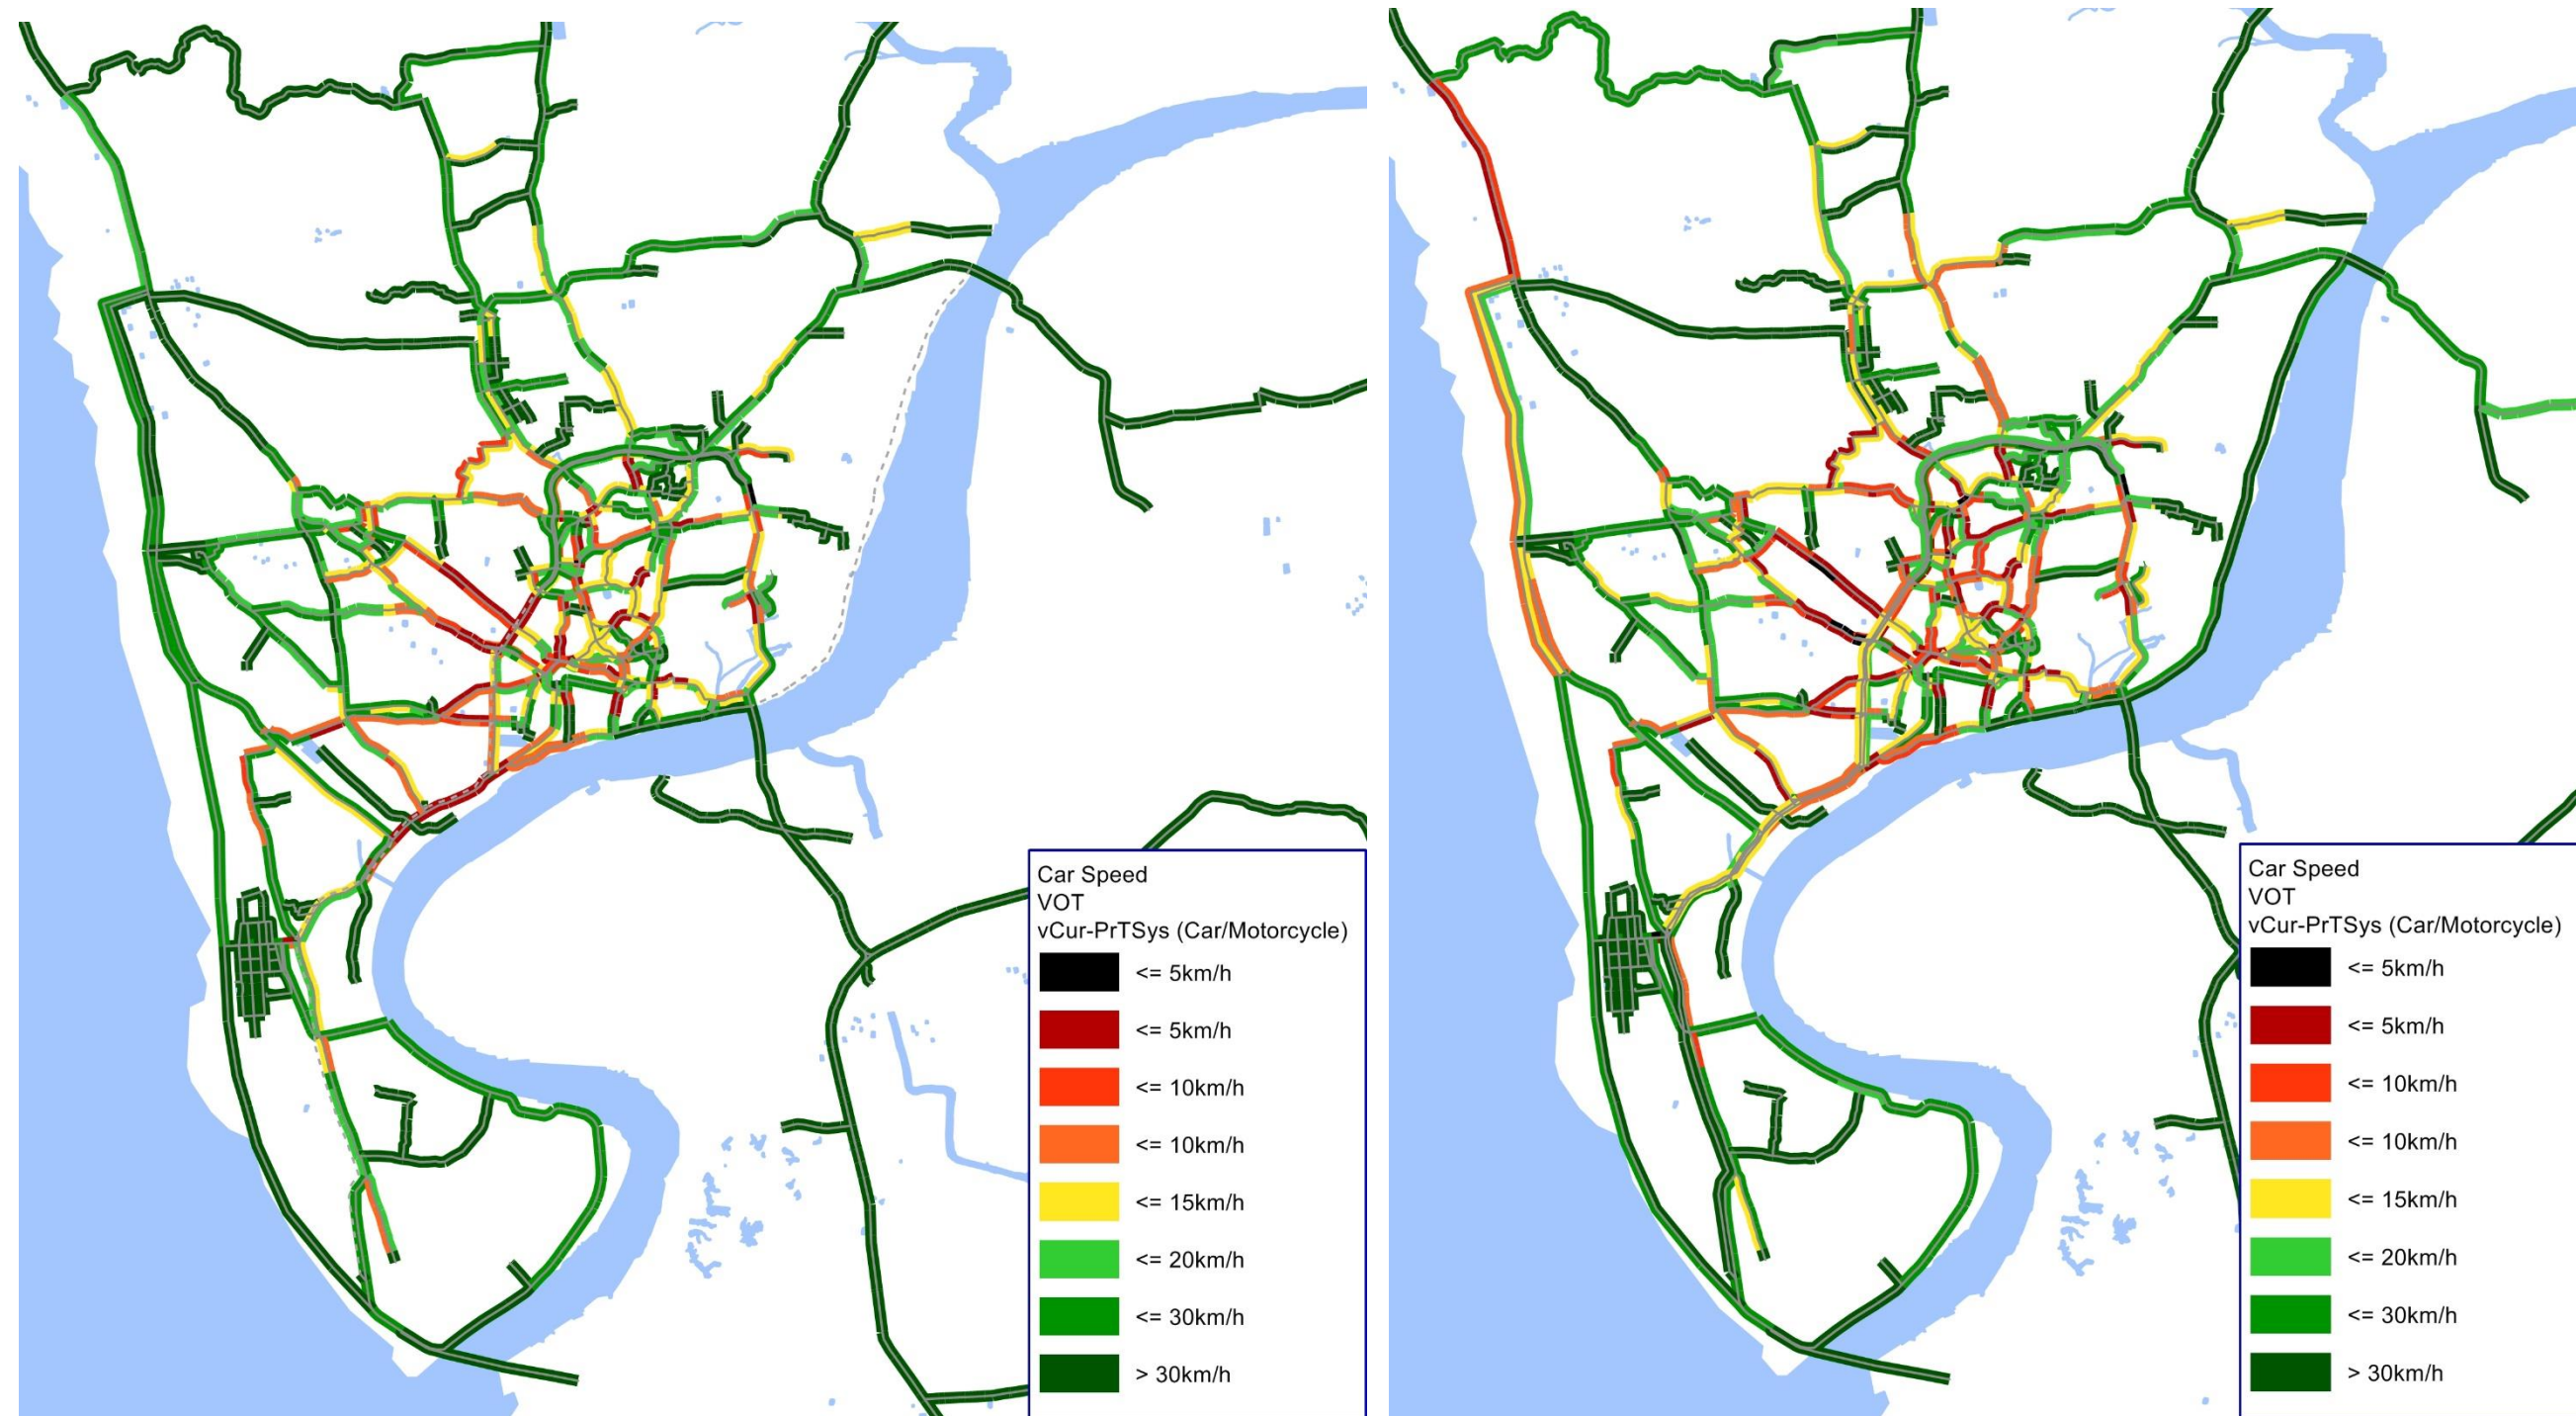 Car Speed
VOT
vCur-PrTSys (Car/Motorcycle)
<= 5km/h
<= 5km/h
<= 10km/h
<= 10km/h
<= 15km/h
<= 20km/h
<= 30km/h
> 30km/h
Car Speed
VOT
vCur-PrTSys (Car/Motorcycle)
<= 5km/h
<= 5km/h
<= 10km/h
<= 10km/h
<= 15km/h
<= 20km/h
<= 30km/h
> 30km/h